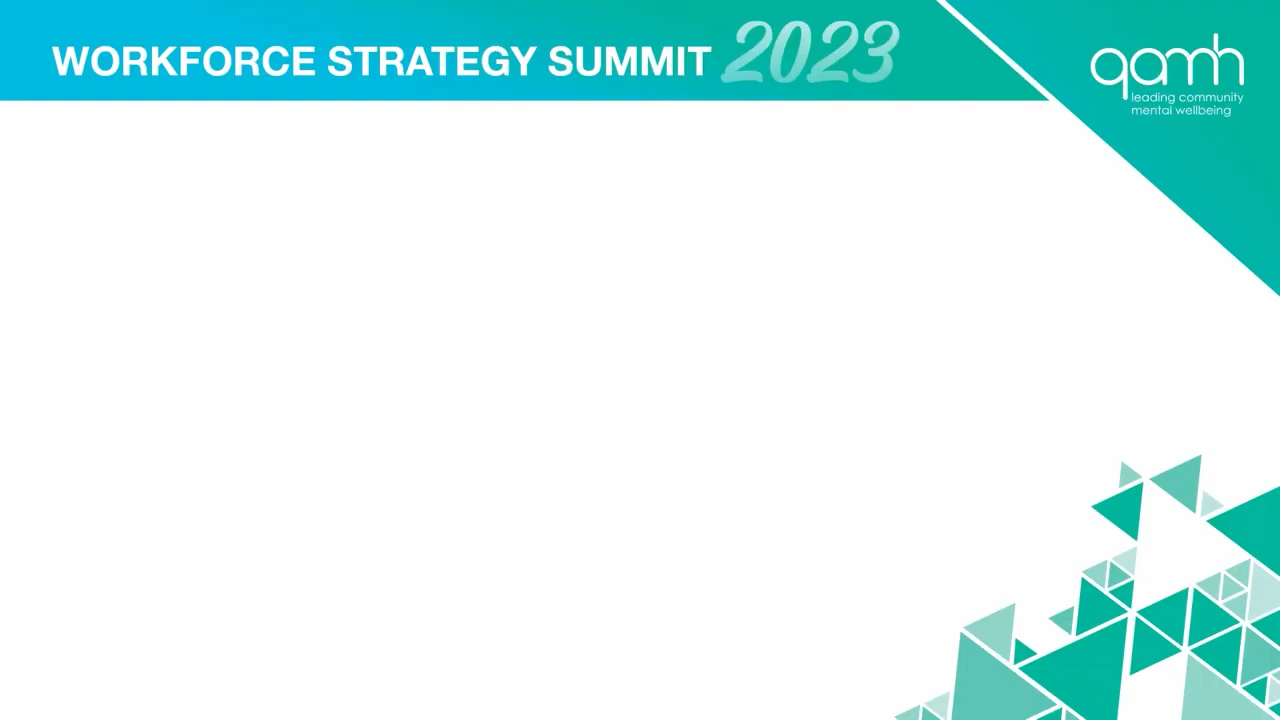 WORKFORCE STRATEGY SUMMIT 2023
qamh
leading community
mental wellbeing